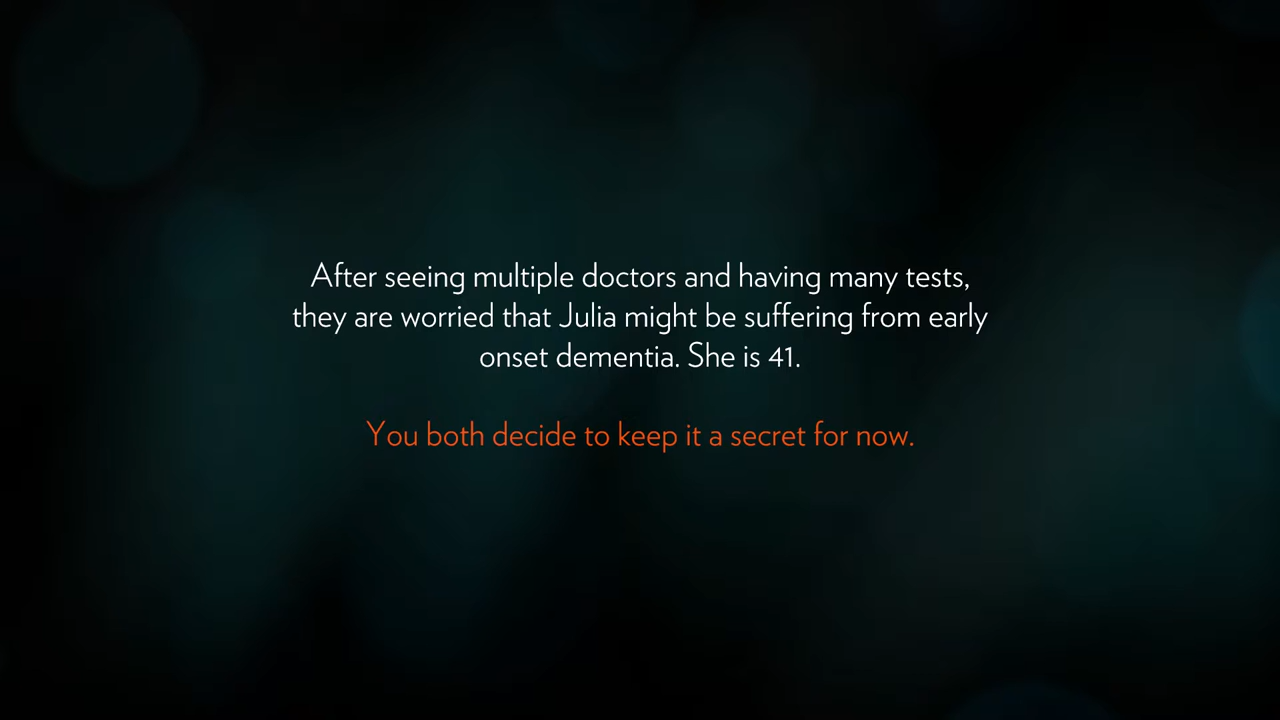 After seeing multiple doctors and having many tests,
they are worried that Julia might be suffering from early
onset dementia. She is 41.
You both decide to keep it a secret for now.